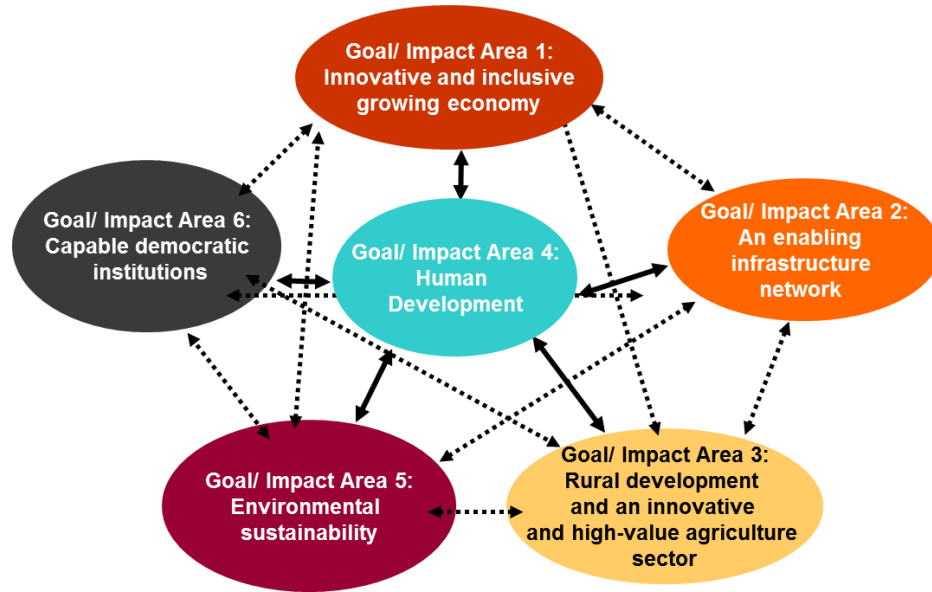 Goal/ Impact Area 1:
Innovative and inclusive
growing economy
Goal/ Impact Area 6:
Capable democratic
institutions
Goal/ Impact Area 4:
Human
Development
Goal/ Impact Area 2:
An enabling
infrastructure
network
Goal/ Impact Area 5:
Environmental
sustainability
Goal/ Impact Area 3:
Rural development
and an innovative
and high-value agriculture
sector